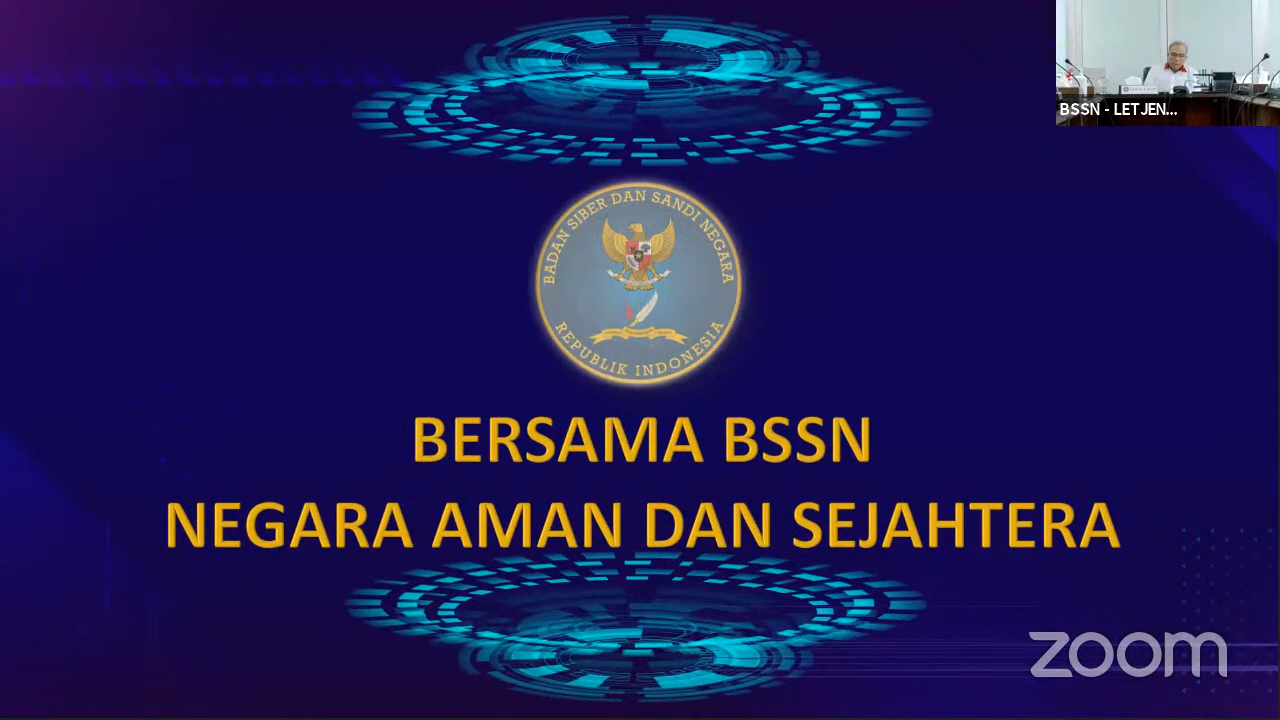 BSSN - LETJEN...
BADAN SIBER DAN SANDI NEGARA
REPUBLIK INDONESIA
BERSAMA BSSN
NEGARA AMAN DAN SEJAHTERA
zoom